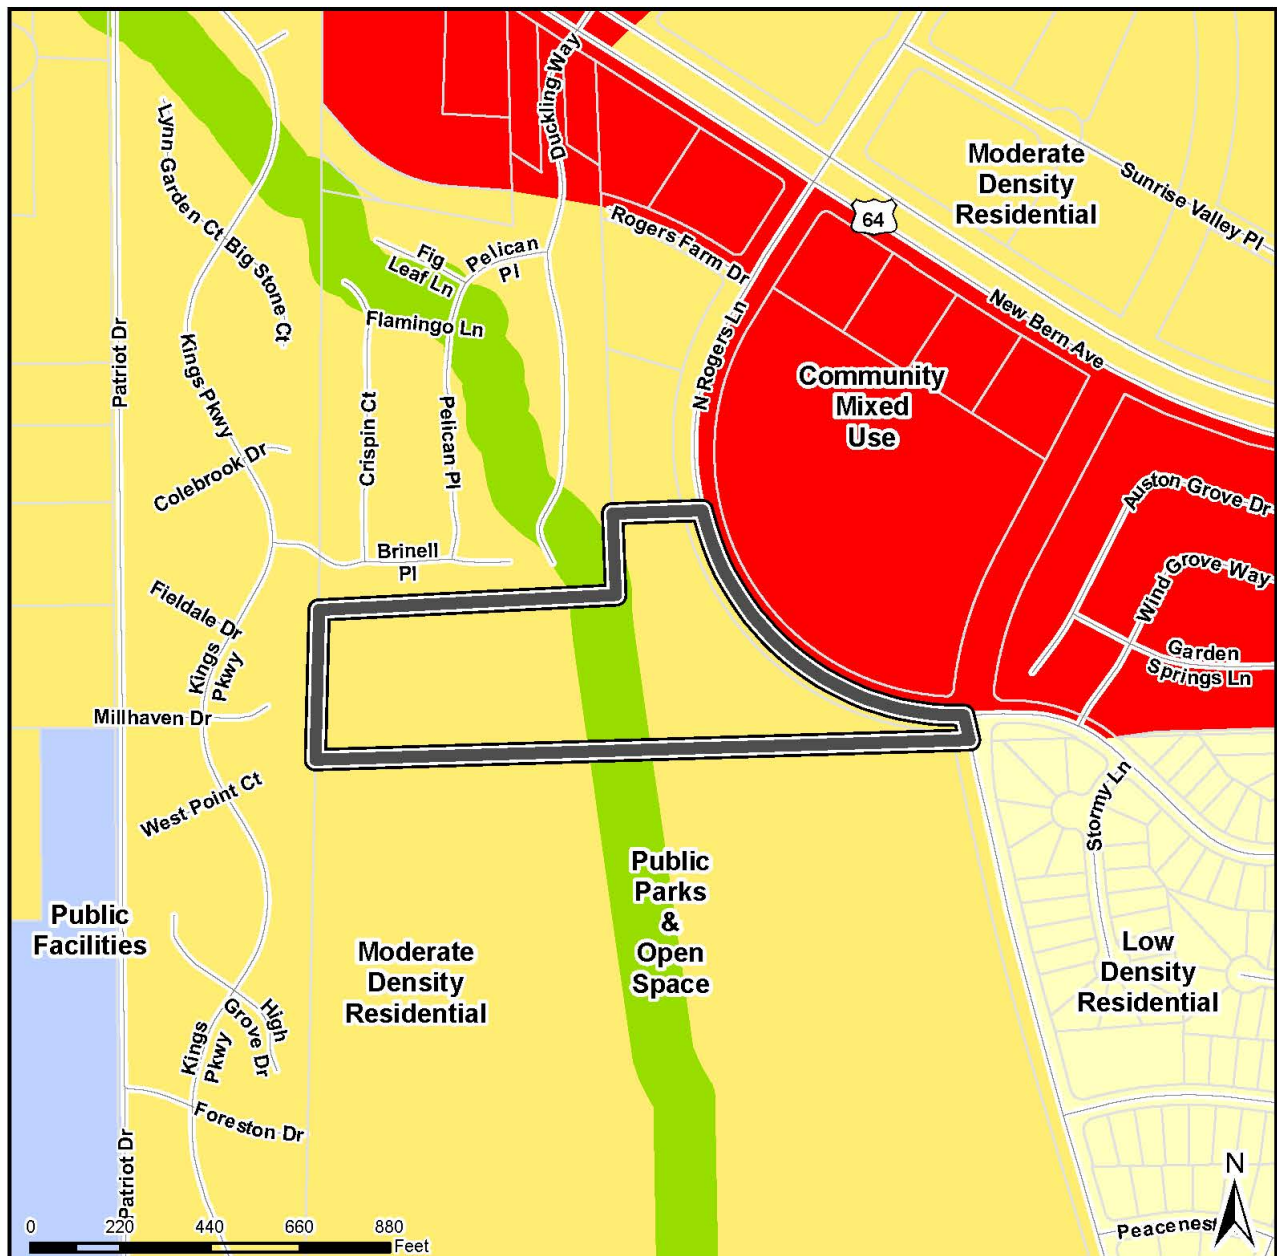 Duckling Way
Lynn Garden Ct
Big Stone Ct
Moderate
Density
Residential
Sunrise Valley Pl
64
Rogers Farm Dr
Fig
Leaf Ln
Pelican
Pl
Flamingo Ln
New Bern Ave
N Rogers Ln
Patriot Dr
Kings Pkwy
Crispin Ct
Pelican Pl
Community
Mixed
Use
Colebrook Dr
Auston Grove Dr
Brinell
Pl
Wind Grove Way
Fieldale Dr
Kings
Pkwy
Garden
Springs Ln
Millhaven Dr
West Point Ct
Stormy Ln
Public
Parks
&
Open
Space
Public
Facilities
Moderate
Density
Residential
Low
Density
Residential
High
Grove Dr
Kings
Pkwy
Foreston Dr
Patriot Dr
N
0 220 440 660 880
Feet